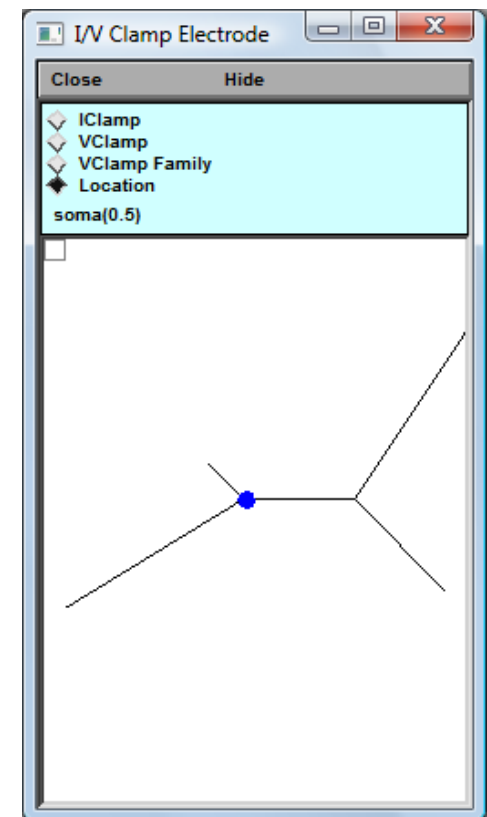 I/V Clamp Electrode
Close Hide
IClamp
VClamp
VClamp Family
Location
soma(0.5)